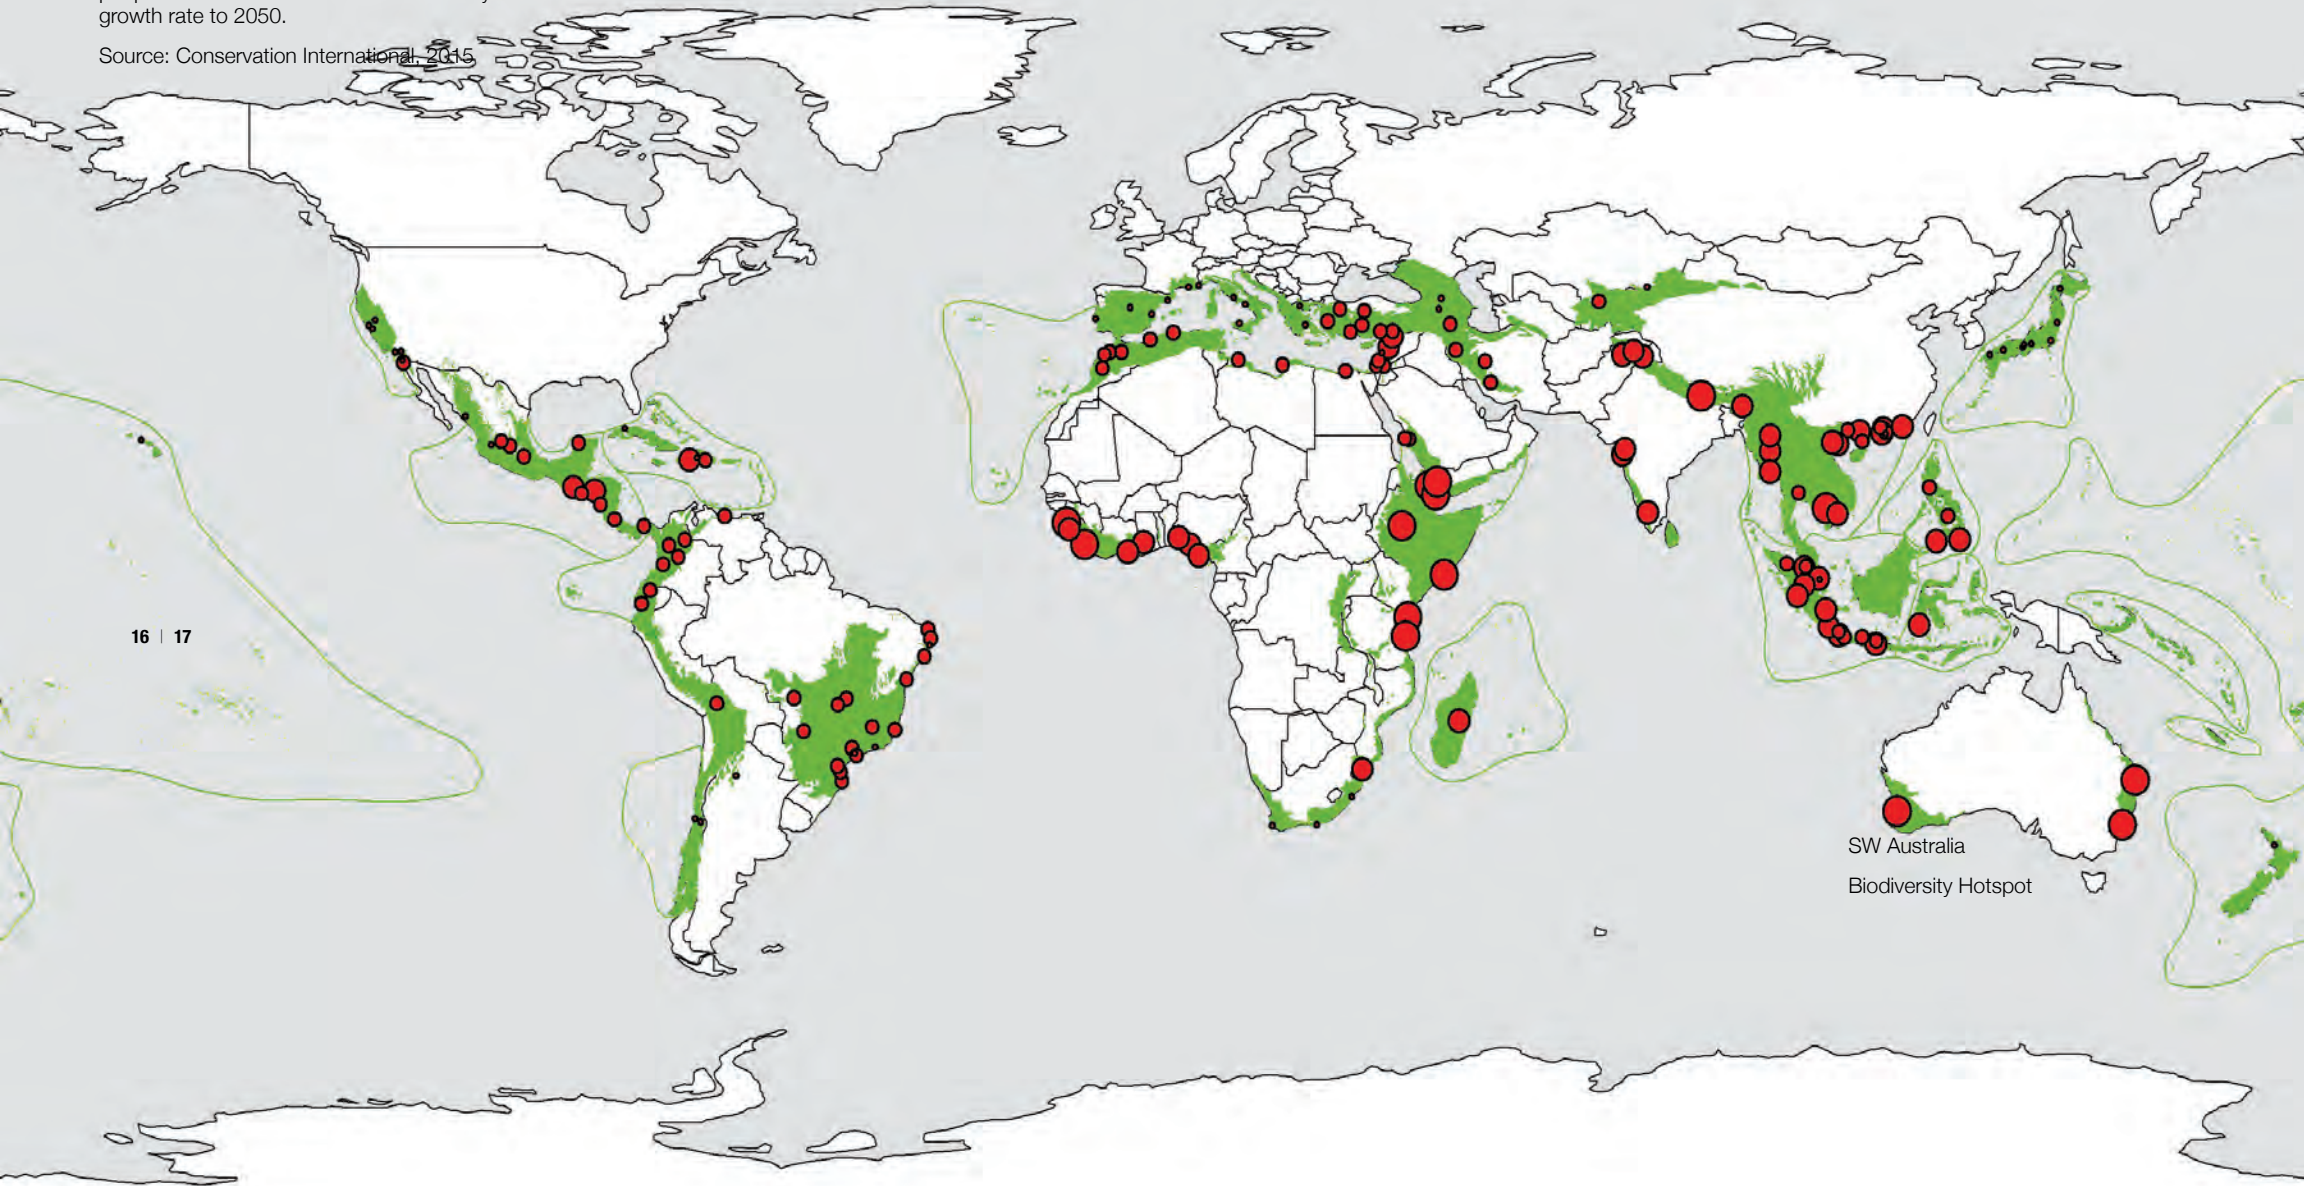 growth rate to 2050.
Source: Conservation International, 2015
16 | 17
SW Australia
Biodiversity Hotspot